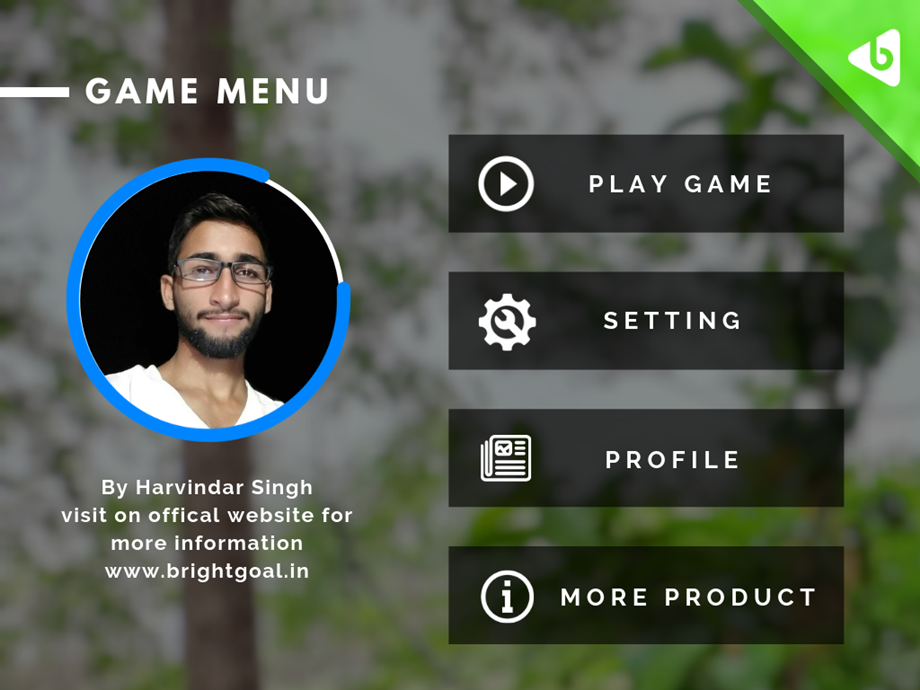 GAME MENU
PLAY GAME
SETTING
PROFILE
MORE PRODUCT
By Harvindar Singh
visit on offical website for
more information
www.brightgoal.in